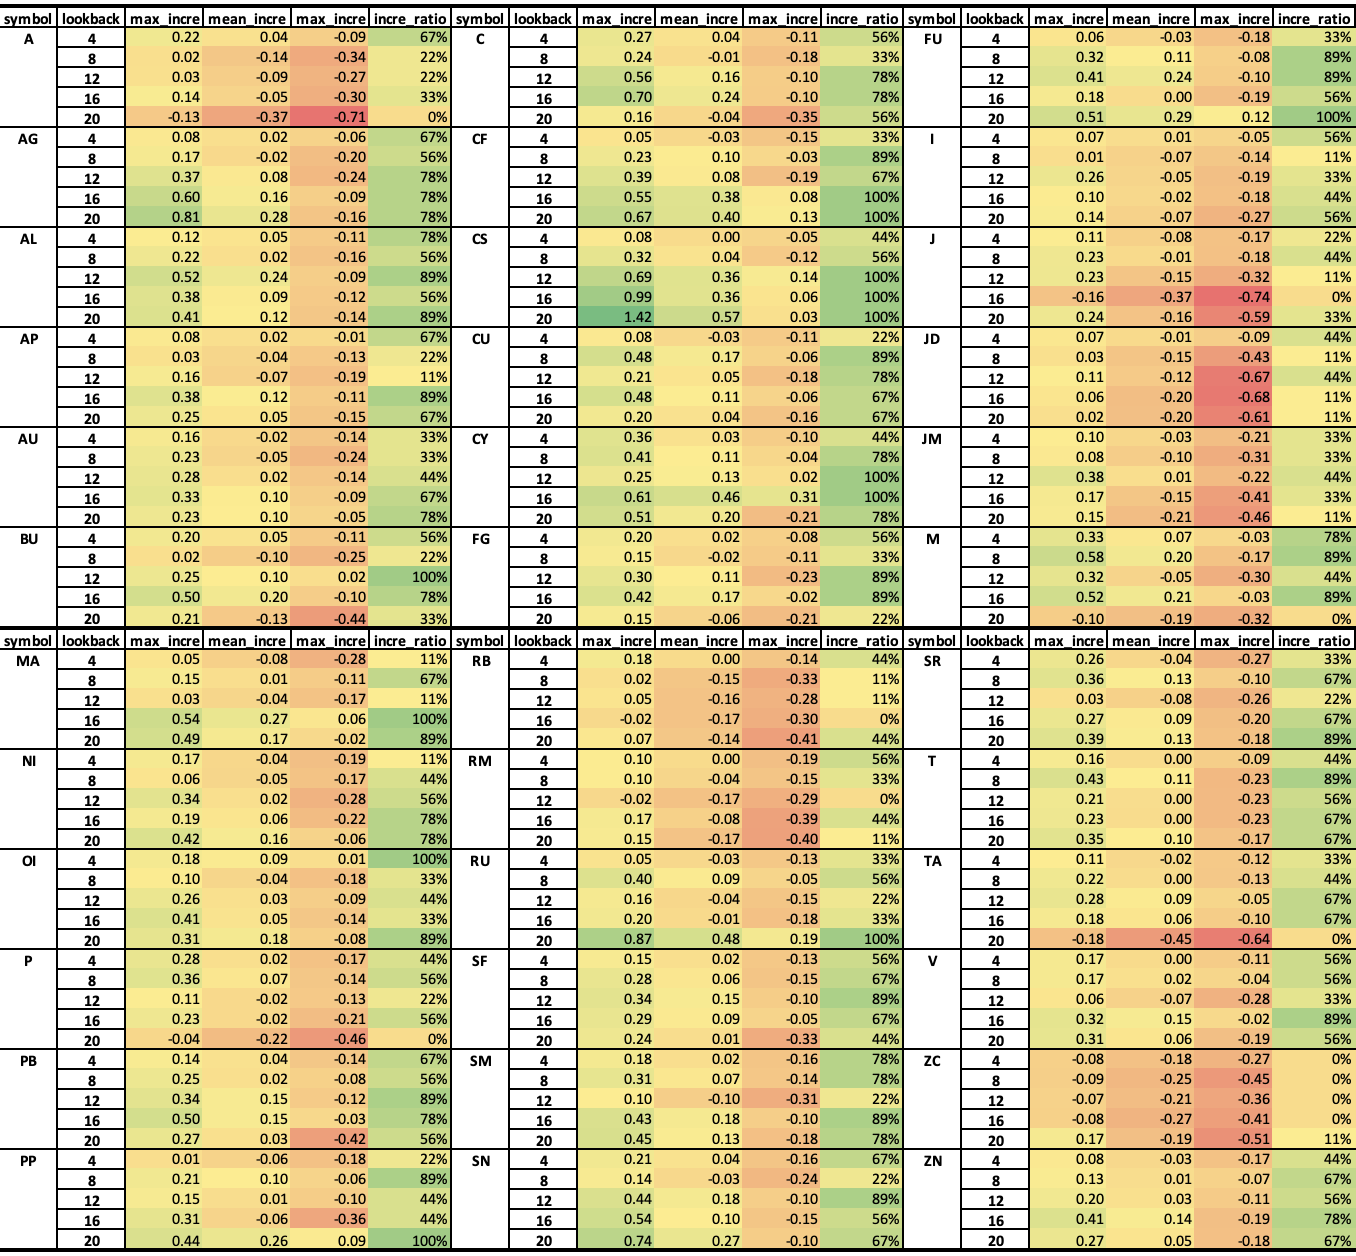 symbol lookback max_incre mean_incre max_incre incre_ratio symbol lookback max_incre mean_incre max_incre incre_ratio symbol lookback max_incre mean_incre max_incre incre_ratio
A 4 0.22 0.04 -0.09 67% C 4 0.27 0.04 -0.11 56% FU 4 0.06 -0.03 -0.18 33%
8 0.02 -0.14 -0.34 22% 8 0.24 -0.01 -0.18 33% 8 0.32 0.11 -0.08 89%
12 0.03 -0.09 -0.27 22% 12 0.56 0.16 -0.10 78% 12 0.41 0.24 -0.10 89%
16 0.14 -0.05 -0.30 33% 16 0.70 0.24 -0.10 78% 16 0.18 0.00 -0.19 56%
20 -0.13 -0.37 -0.71 0% 20 0.16 -0.04 -0.35 56% 20 0.51 0.29 0.12 100%
AG 4 0.08 0.02 -0.06 67% CF 4 0.05 -0.03 -0.15 33% I 4 0.07 0.01 -0.05 56%
8 0.17 -0.02 -0.20 56% 8 0.23 0.10 -0.03 89% 8 0.01 -0.07 -0.14 11%
12 0.37 0.08 -0.24 78% 12 0.39 0.08 -0.19 67% 12 0.26 -0.05 -0.19 33%
16 0.60 0.16 -0.09 78% 16 0.55 0.38 0.08 100% 16 0.10 -0.02 -0.18 44%
20 0.81 0.28 -0.16 78% 20 0.67 0.40 0.13 100% 20 0.14 -0.07 -0.27 56%
AL 4 0.12 0.05 -0.11 78% CS 4 0.08 0.00 -0.05 44% J 4 0.11 -0.08 -0.17 22%
8 0.22 0.02 -0.16 56% 8 0.32 0.04 -0.12 56% 8 0.23 -0.01 -0.18 44%
12 0.52 0.24 -0.09 89% 12 0.69 0.36 0.14 100% 12 0.23 -0.15 -0.32 11%
16 0.38 0.09 -0.12 56% 16 0.99 0.36 0.06 100% 16 -0.16 -0.37 -0.74 0%
20 0.41 0.12 -0.14 89% 20 1.42 0.57 0.03 100% 20 0.24 -0.16 -0.59 33%
AP 4 0.08 0.02 -0.01 67% CU 4 0.08 -0.03 -0.11 22% JD 4 0.07 -0.01 -0.09 44%
8 0.03 -0.04 -0.13 22% 8 0.48 0.17 -0.06 89% 8 0.03 -0.15 -0.43 11%
12 0.16 -0.07 -0.19 11% 12 0.21 0.05 -0.18 78% 12 0.11 -0.12 -0.67 44%
16 0.38 0.12 -0.11 89% 16 0.48 0.11 -0.06 67% 16 0.06 -0.20 -0.68 11%
20 0.25 0.05 -0.15 67% 20 0.20 0.04 -0.16 67% 20 0.02 -0.20 -0.61 11%
AU 4 0.16 -0.02 -0.14 33% CY 4 0.36 0.03 -0.10 44% JM 4 0.10 -0.03 -0.21 33%
8 0.23 -0.05 -0.24 33% 8 0.41 0.11 -0.04 78% 8 0.08 -0.10 -0.31 33%
12 0.28 0.02 -0.14 44% 12 0.25 0.13 0.02 100% 12 0.38 0.01 -0.22 44%
16 0.33 0.10 -0.09 67% 16 0.61 0.46 0.31 100% 16 0.17 -0.15 -0.41 33%
20 0.23 0.10 -0.05 78% 20 0.51 0.20 -0.21 78% 20 0.15 -0.21 -0.46 11%
BU 4 0.20 0.05 -0.11 56% FG 4 0.20 0.02 -0.08 56% M 4 0.33 0.07 -0.03 78%
8 0.02 -0.10 -0.25 22% 8 0.15 -0.02 -0.11 33% 8 0.58 0.20 -0.17 89%
12 0.25 0.10 0.02 100% 12 0.30 0.11 -0.23 89% 12 0.32 -0.05 -0.30 44%
16 0.50 0.20 -0.10 78% 16 0.42 0.17 -0.02 89% 16 0.52 0.21 -0.03 89%
20 0.21 -0.13 -0.44 33% 20 0.15 -0.06 -0.21 22% 20 -0.10 -0.19 -0.32 0%
symbol lookback max_incre mean_incre max_incre incre_ratio symbol lookback max_incre mean_incre max_incre incre_ratio symbol lookback max_incre mean_incre max_incre incre_ratio
MA 4 0.05 -0.08 -0.28 11% RB 4 0.18 0.00 -0.14 44% SR 4 0.26 -0.04 -0.27 33%
8 0.15 0.01 -0.11 67% 8 0.02 -0.15 -0.33 11% 8 0.36 0.13 -0.10 67%
12 0.03 -0.04 -0.17 11% 12 0.05 -0.16 -0.28 11% 12 0.03 -0.08 -0.26 22%
16 0.54 0.27 0.06 100% 16 -0.02 -0.17 -0.30 0% 16 0.27 0.09 -0.20 67%
20 0.49 0.17 -0.02 89% 20 0.07 -0.14 -0.41 44% 20 0.39 0.13 -0.18 89%
NI 4 0.17 -0.04 -0.19 11% RM 4 0.10 0.00 -0.19 56% T 4 0.16 0.00 -0.09 44%
8 0.06 -0.05 -0.17 44% 8 0.10 -0.04 -0.15 33% 8 0.43 0.11 -0.23 89%
12 0.34 0.02 -0.28 56% 12 -0.02 -0.17 -0.29 0% 12 0.21 0.00 -0.23 56%
16 0.19 0.06 -0.22 78% 16 0.17 -0.08 -0.39 44% 16 0.23 0.00 -0.23 67%
20 0.42 0.16 -0.06 78% 20 0.15 -0.17 -0.40 11% 20 0.35 0.10 -0.17 67%
OI 4 0.18 0.09 0.01 100% RU 4 0.05 -0.03 -0.13 33% TA 4 0.11 -0.02 -0.12 33%
8 0.10 -0.04 -0.18 33% 8 0.40 0.09 -0.05 56% 8 0.22 0.00 -0.13 44%
12 0.26 0.03 -0.09 44% 12 0.16 -0.04 -0.15 22% 12 0.28 0.09 -0.05 67%
16 0.41 0.05 -0.14 33% 16 0.20 -0.01 -0.18 33% 16 0.18 0.06 -0.10 67%
20 0.31 0.18 -0.08 89% 20 0.87 0.48 0.19 100% 20 -0.18 -0.45 -0.64 0%
P 4 0.28 0.02 -0.17 44% SF 4 0.15 0.02 -0.13 56% V 4 0.17 0.00 -0.11 56%
8 0.36 0.07 -0.14 56% 8 0.28 0.06 -0.15 67% 8 0.17 0.02 -0.04 56%
12 0.11 -0.02 -0.13 22% 12 0.34 0.15 -0.10 89% 12 0.06 -0.07 -0.28 33%
16 0.23 -0.02 -0.21 56% 16 0.29 0.09 -0.05 67% 16 0.32 0.15 -0.02 89%
20 -0.04 -0.22 -0.46 0% 20 0.24 0.01 -0.33 44% 20 0.31 0.06 -0.19 56%
PB 4 0.14 0.04 -0.14 67% SM 4 0.18 0.02 -0.16 78% ZC 4 -0.08 -0.18 -0.27 0%
8 0.25 0.02 -0.08 56% 8 0.31 0.07 -0.14 78% 8 -0.09 -0.25 -0.45 0%
12 0.34 0.15 -0.12 89% 12 0.10 -0.10 -0.31 22% 12 -0.07 -0.21 -0.36 0%
16 0.50 0.15 -0.03 78% 16 0.43 0.18 -0.10 89% 16 -0.08 -0.27 -0.41 0%
20 0.27 0.03 -0.42 56% 20 0.45 0.13 -0.18 78% 20 0.17 -0.19 -0.51 11%
PP 4 0.01 -0.06 -0.18 22% SN 4 0.21 0.04 -0.16 67% ZN 4 0.08 -0.03 -0.17 44%
8 0.21 0.10 -0.06 89% 8 0.14 -0.03 -0.24 22% 8 0.13 0.01 -0.07 67%
12 0.15 0.01 -0.10 44% 12 0.44 0.18 -0.10 89% 12 0.20 0.03 -0.11 56%
16 0.31 -0.06 -0.36 44% 16 0.54 0.10 -0.15 56% 16 0.41 0.14 -0.19 78%
20 0.44 0.26 0.09 100% 20 0.74 0.27 -0.10 67% 20 0.27 0.05 -0.18 67%